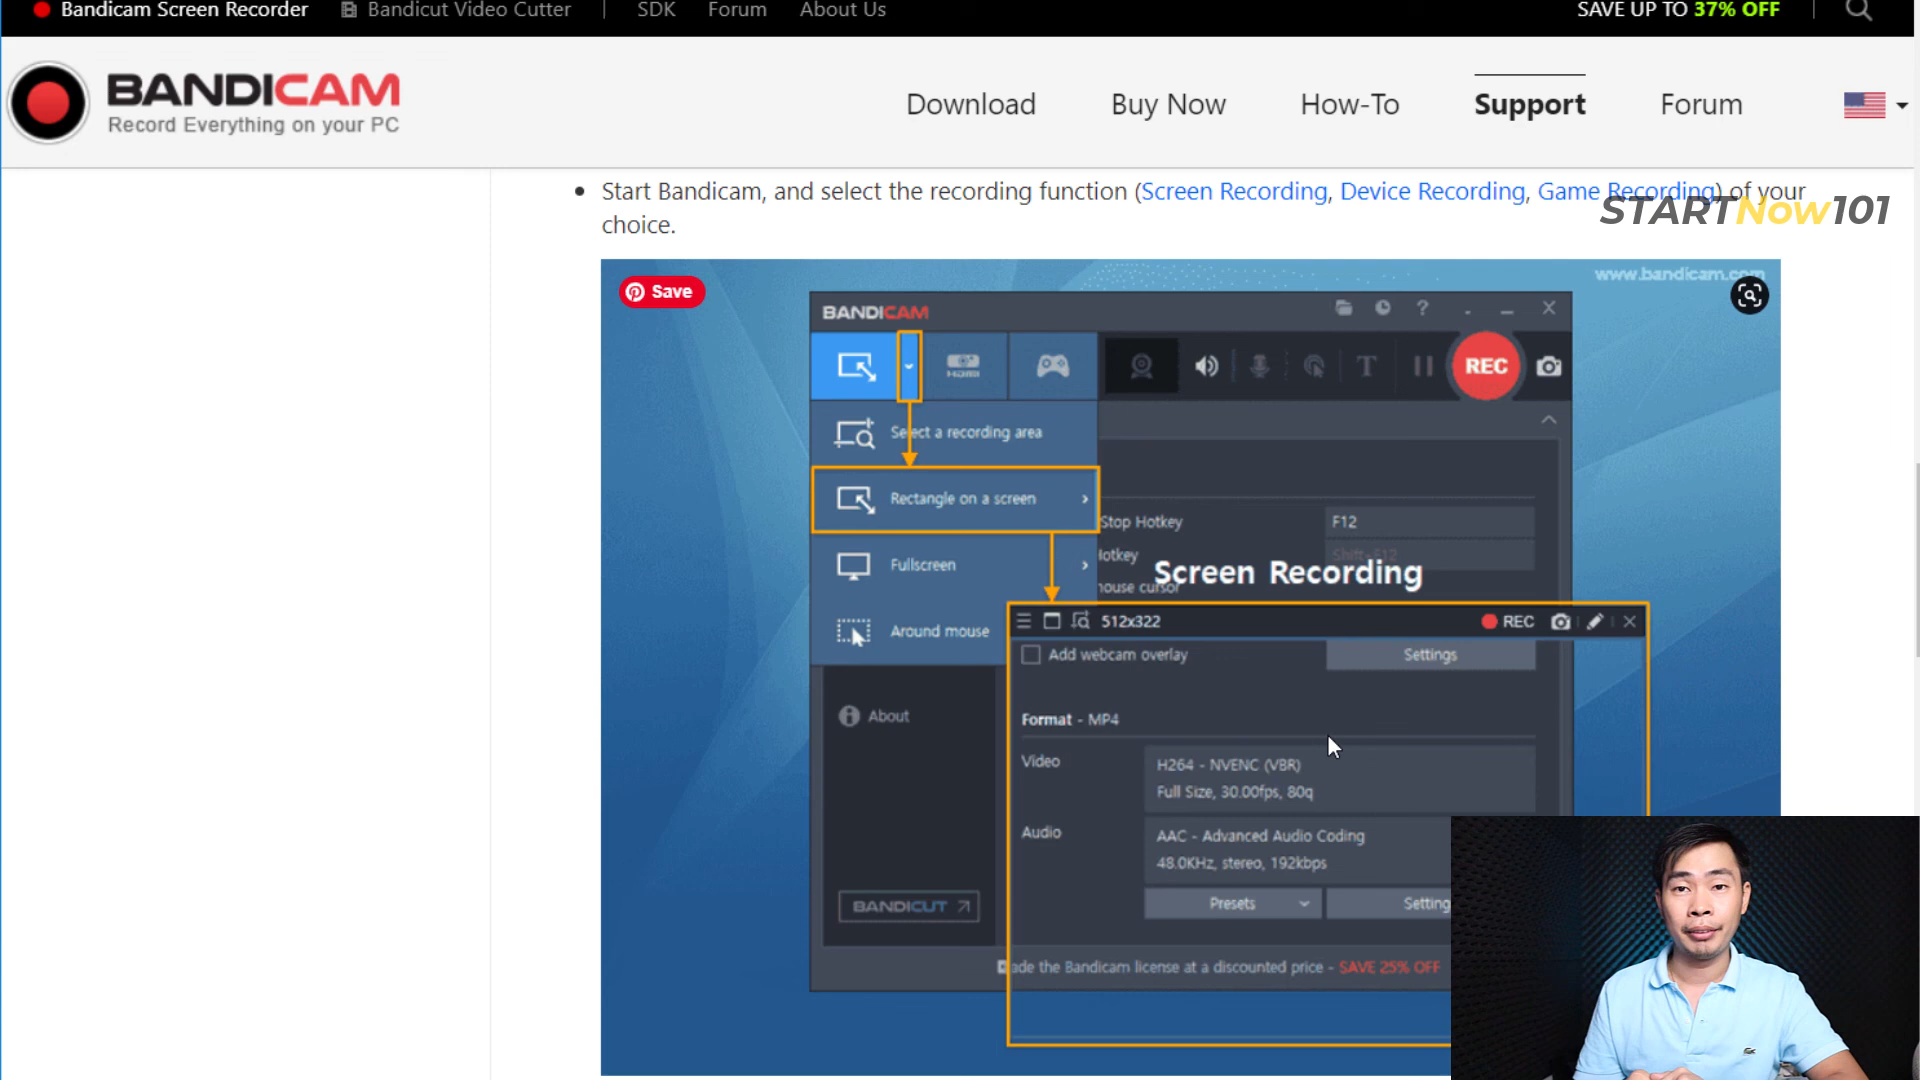 Bandicam Screen Recorder
Bandicut Video Cutter
SDK
Forum
About Us
SAVE UP TO 37% OFF
BANDICAM
Record Everything on your PC
Download
Buy Now
How-To
Support
Forum
Start Bandicam, and select the recording function (Screen Recording, Device Recording, Game Recording) of your
choice.
STARTNow101
www.bandicam.com
Save
BANDICAM
HDMI
T
REC
Select a recording area
Rectangle on a screen
Stop Hotkey
F12
Hotkey
Shift+F12
Screen Recording
mouse cursor
Fullscreen
Around mouse
512x322
REC
Add webcam overlay
Settings
About
Format - MP4
Video
H264 - NVENC (VBR)
Full Size, 30.00fps, 80q
Audio
AAC - Advanced Audio Coding
48.0KHz, stereo, 192kbps
Presets
Setting
BANDICUT
ade the Bandicam license at a discounted price - SAVE 25% OFF